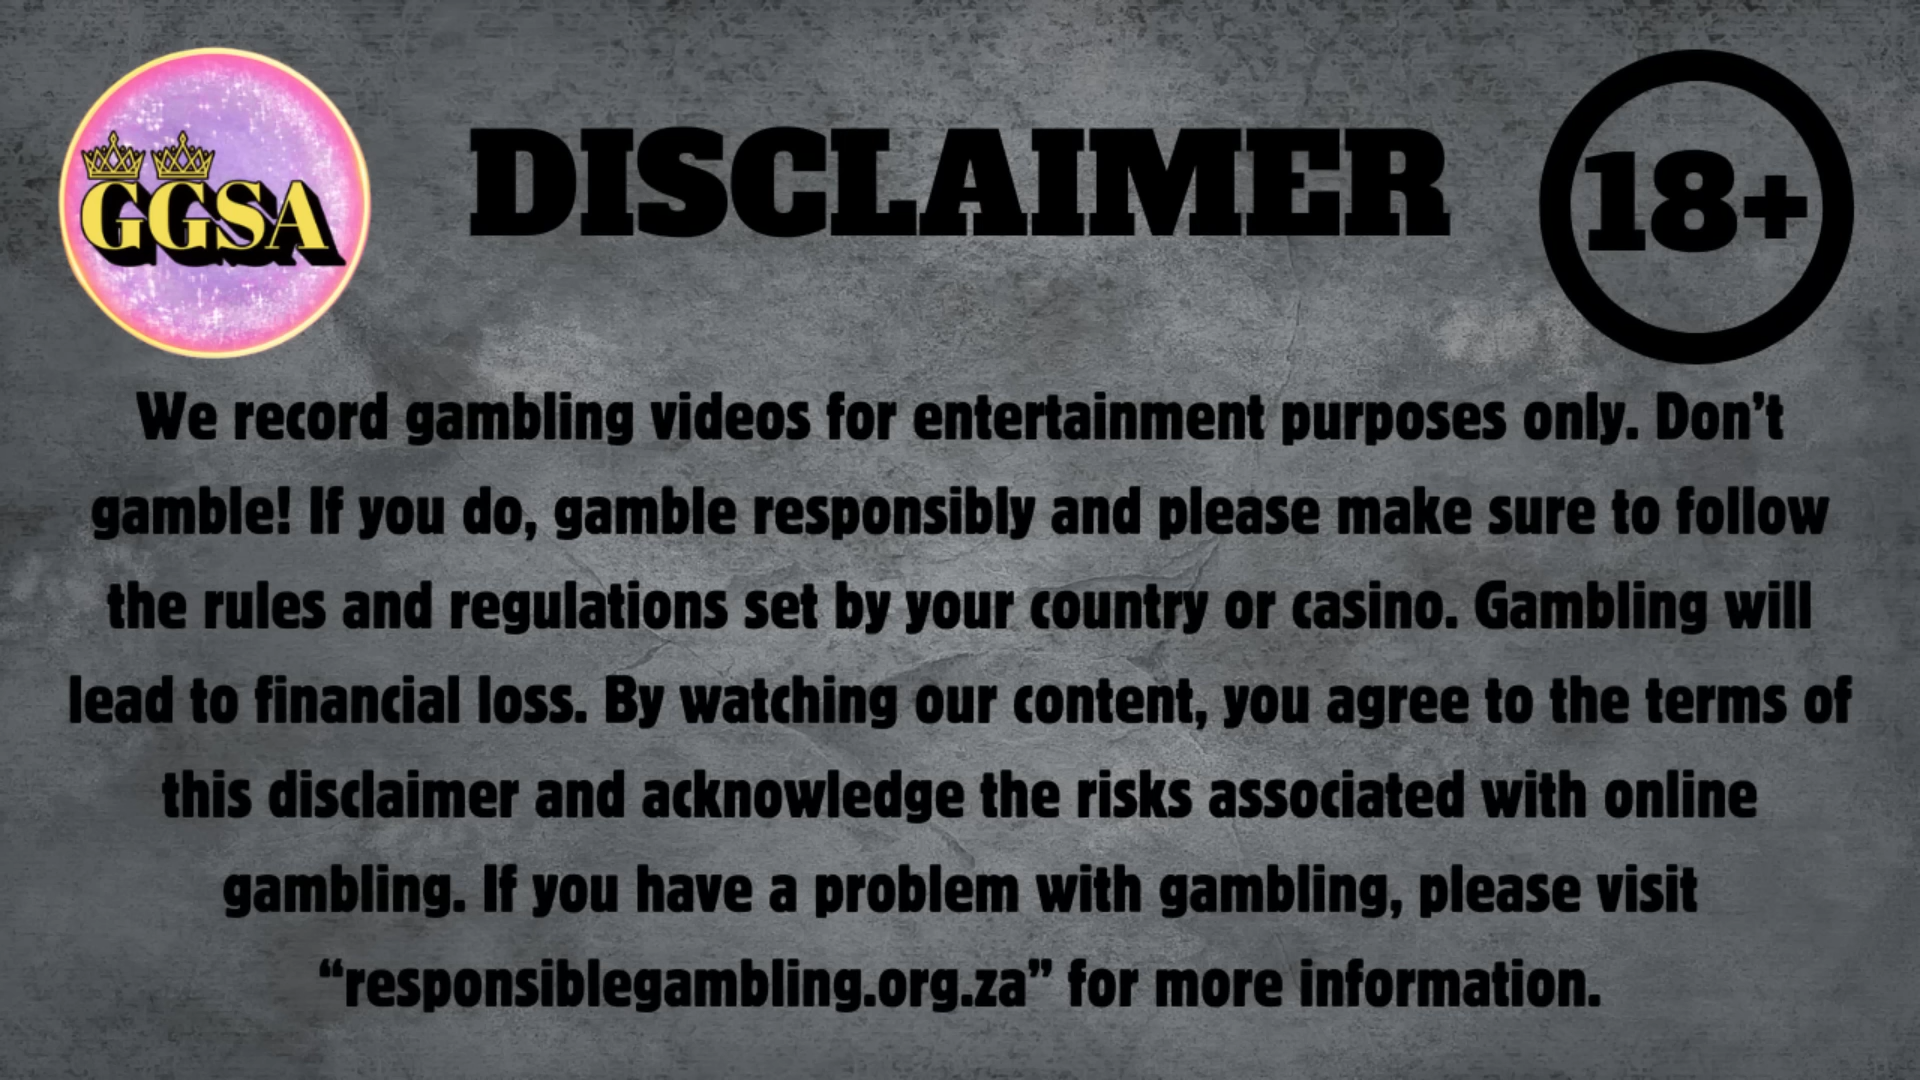 GGSA
DISCLAIMER
18+
We record gambling videos for entertainment purposes only. Don’t
gamble! If you do, gamble responsibly and please make sure to follow
the rules and regulations set by your country or casino. Gambling will
lead to financial loss. By watching our content, you agree to the terms of
this disclaimer and acknowledge the risks associated with online
gambling. If you have a problem with gambling, please visit
“responsiblegambling.org.za” for more information.